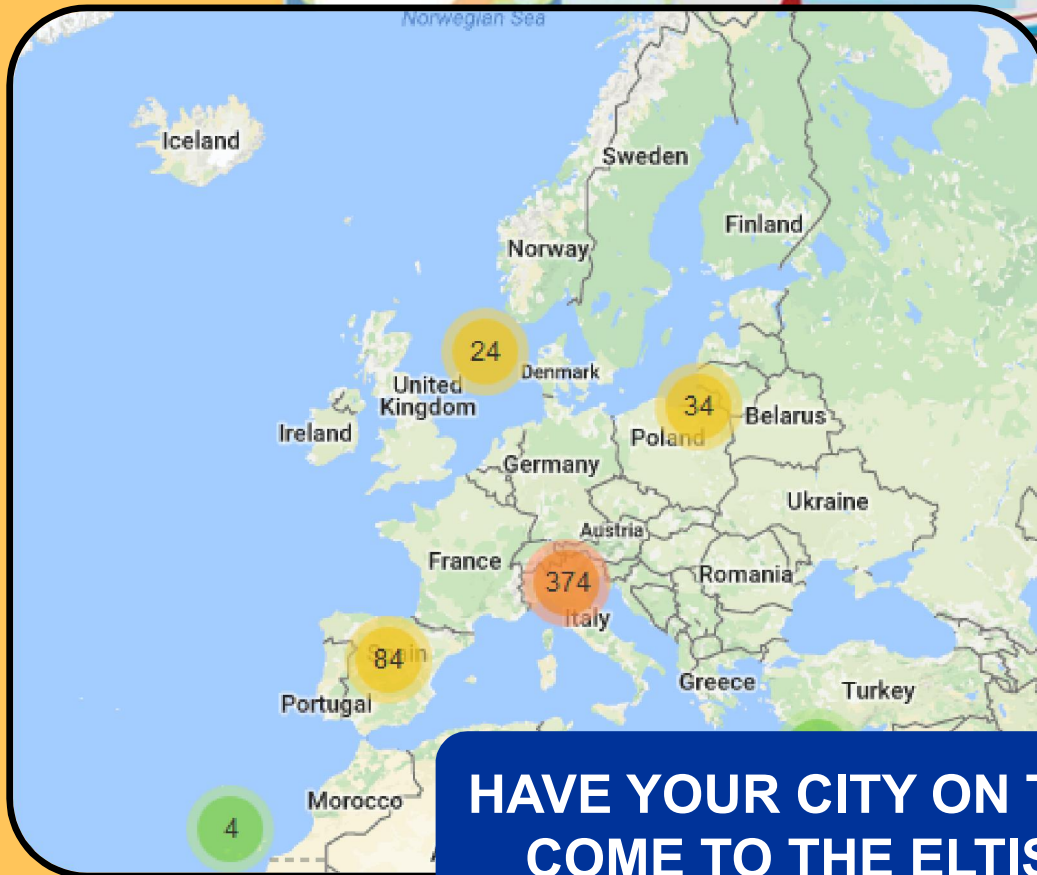 Norwegian Sea
Iceland
Sweden
Finland
Norway
24
Denmark
United
Kingdom
34
Belarus
Ireland
Poland
Germany
Ukraine
Austria
France
374
Romania
Italy
84
Spain
Greece
Turkey
Portugal
HAVE YOUR CITY ON
Morocco
4
COME TO THE ELTIS